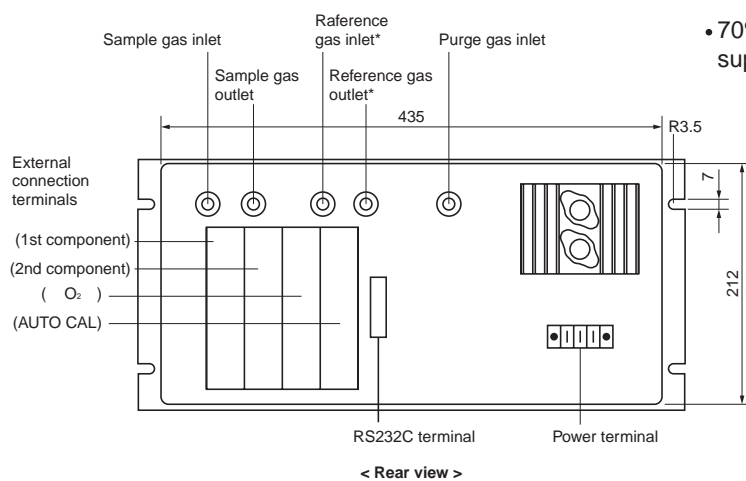 Sample gas inlet
Raference
gas inlet*
Purge gas inlet
Sample gas
outlet
Reference gas
outlet*
• 70%
sup
435
R3.5
External
connection
terminals
7
(1st component)
(2nd component)
( O₂ )
(AUTO CAL)
212
RS232C terminal
Power terminal
< Rear view >